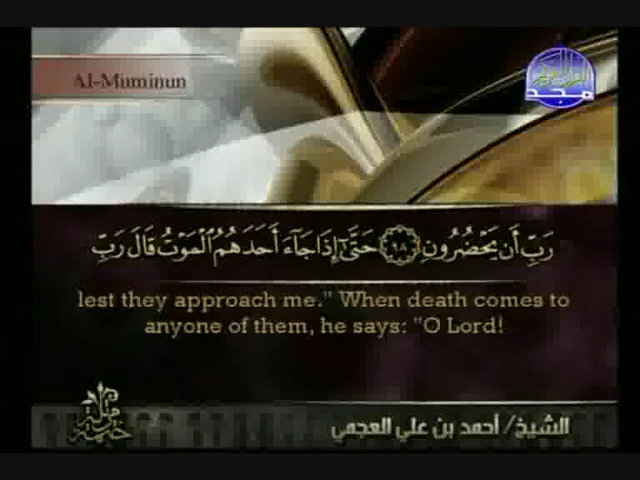 Al-Muminun
مجد
رَبِّ أَن يَحْضُرُونِ ٩٨ حَتَّىٰٓ إِذَا جَآءَ أَحَدَهُمُ ٱلْمَوْتُ قَالَ رَبِّ
lest they approach me." When death comes to
anyone of them, he says: "O Lord!
الشيخ/ أحمد بن علي العجمي